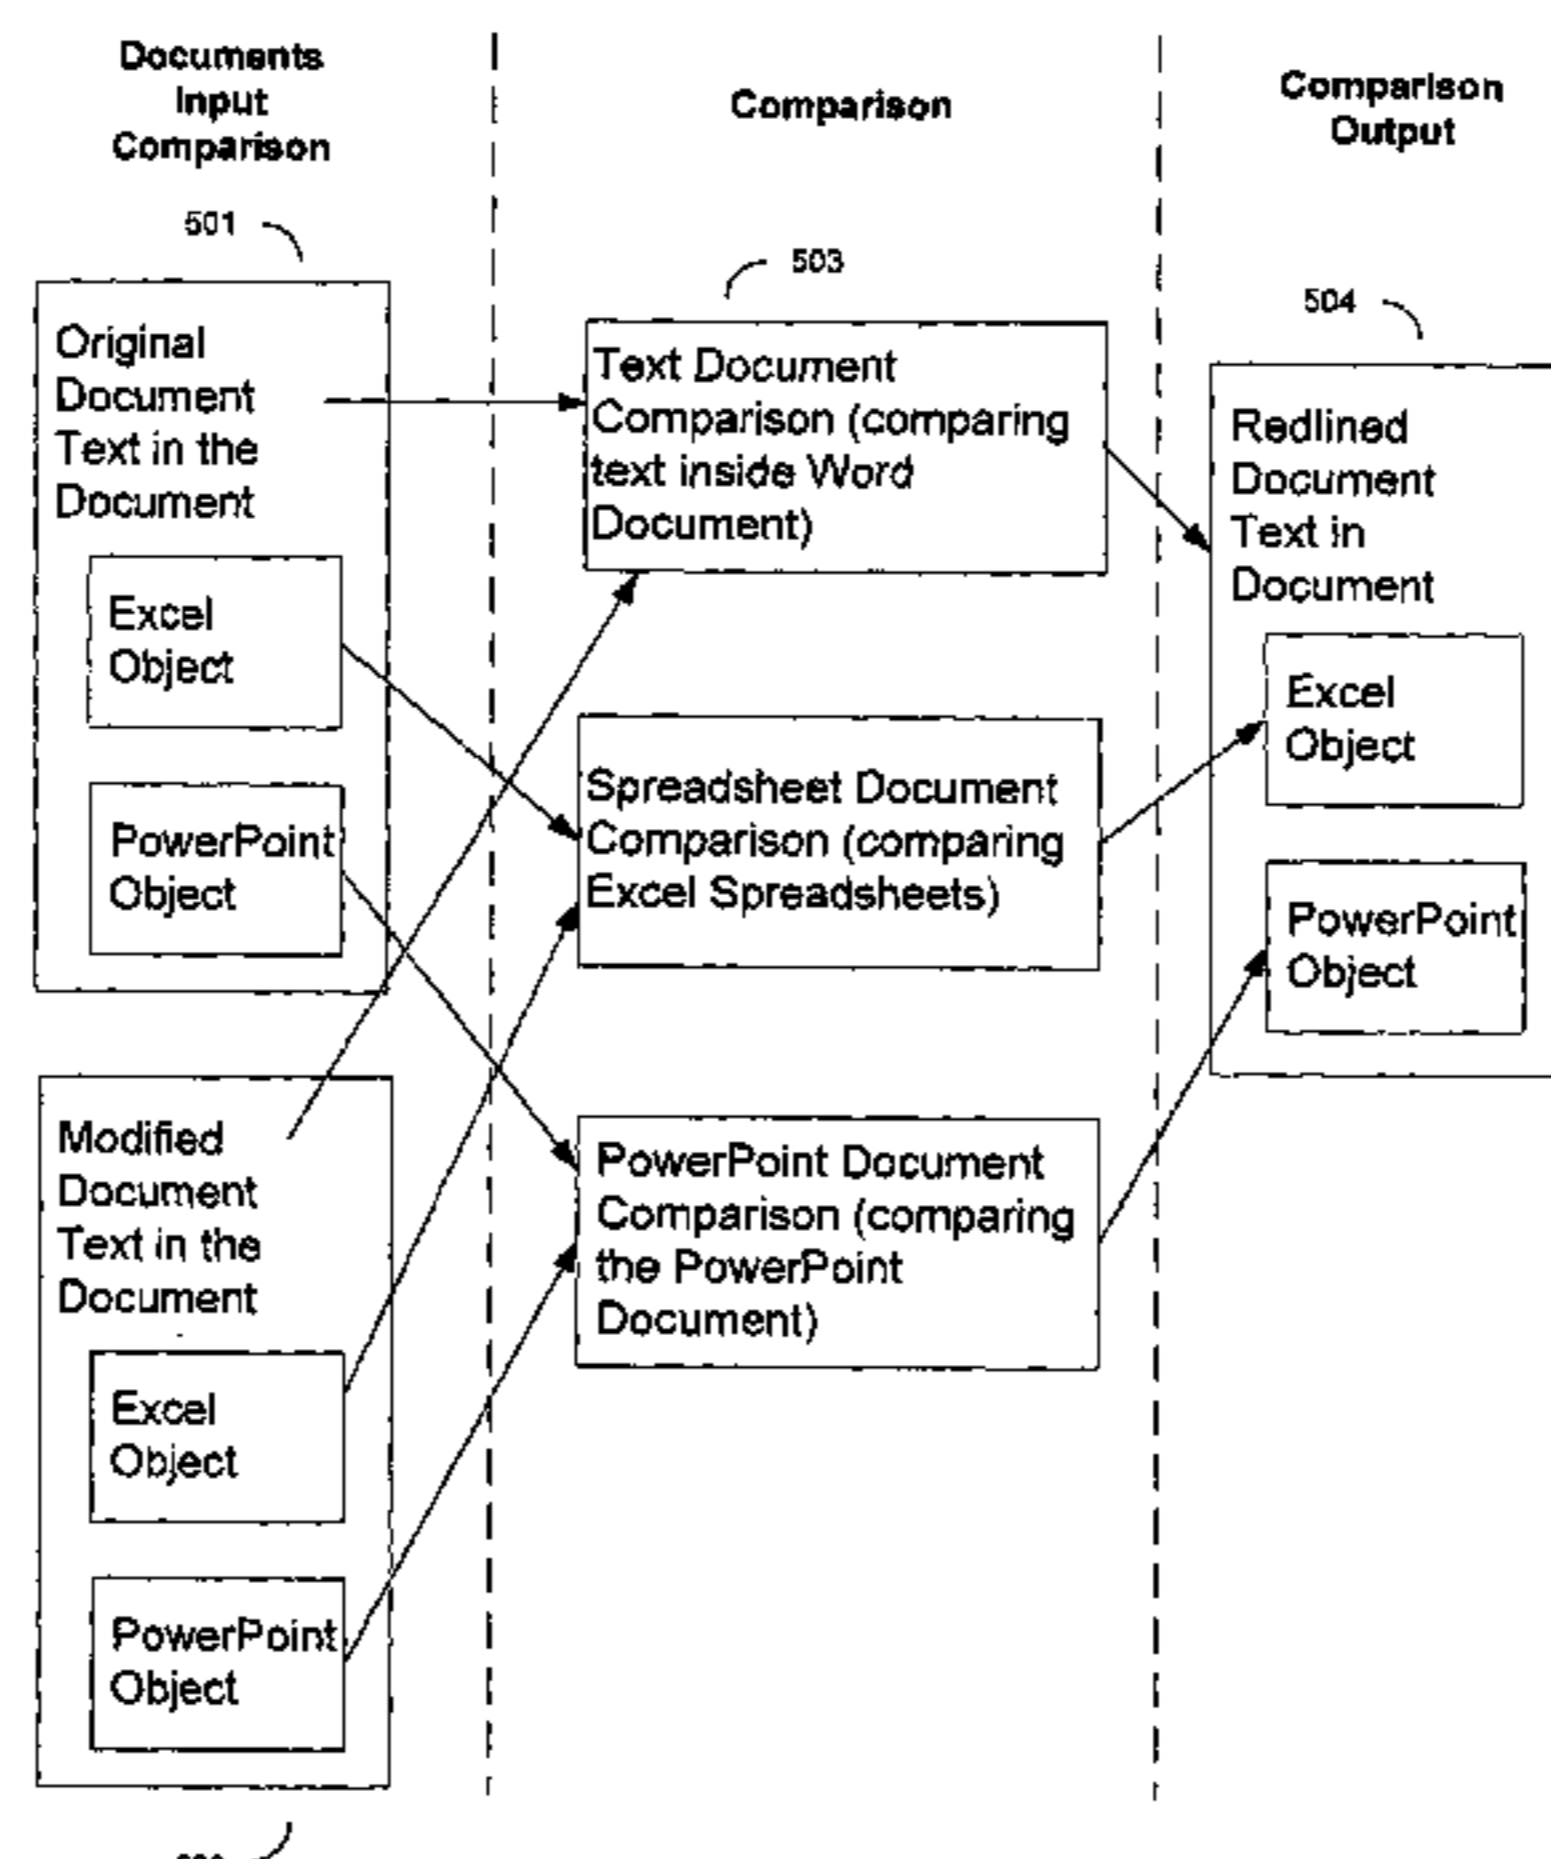 Documents
Input
Comparison
Comparison
Comparison
Output
501
503
504
Original
Document
Text in the
Document
Excel
Object
PowerPoint
Object
Text Document
Comparison (comparing
text inside Word
Document)
Spreadsheet Document
Comparison (comparing
Excel Spreadsheets)
PowerPoint Document
Comparison (comparing
the PowerPoint
Document)
Redlined
Document
Text in
Document
Excel
Object
PowerPoint
Object
Modified
Document
Text in the
Document
Excel
Object
PowerPoint
Object